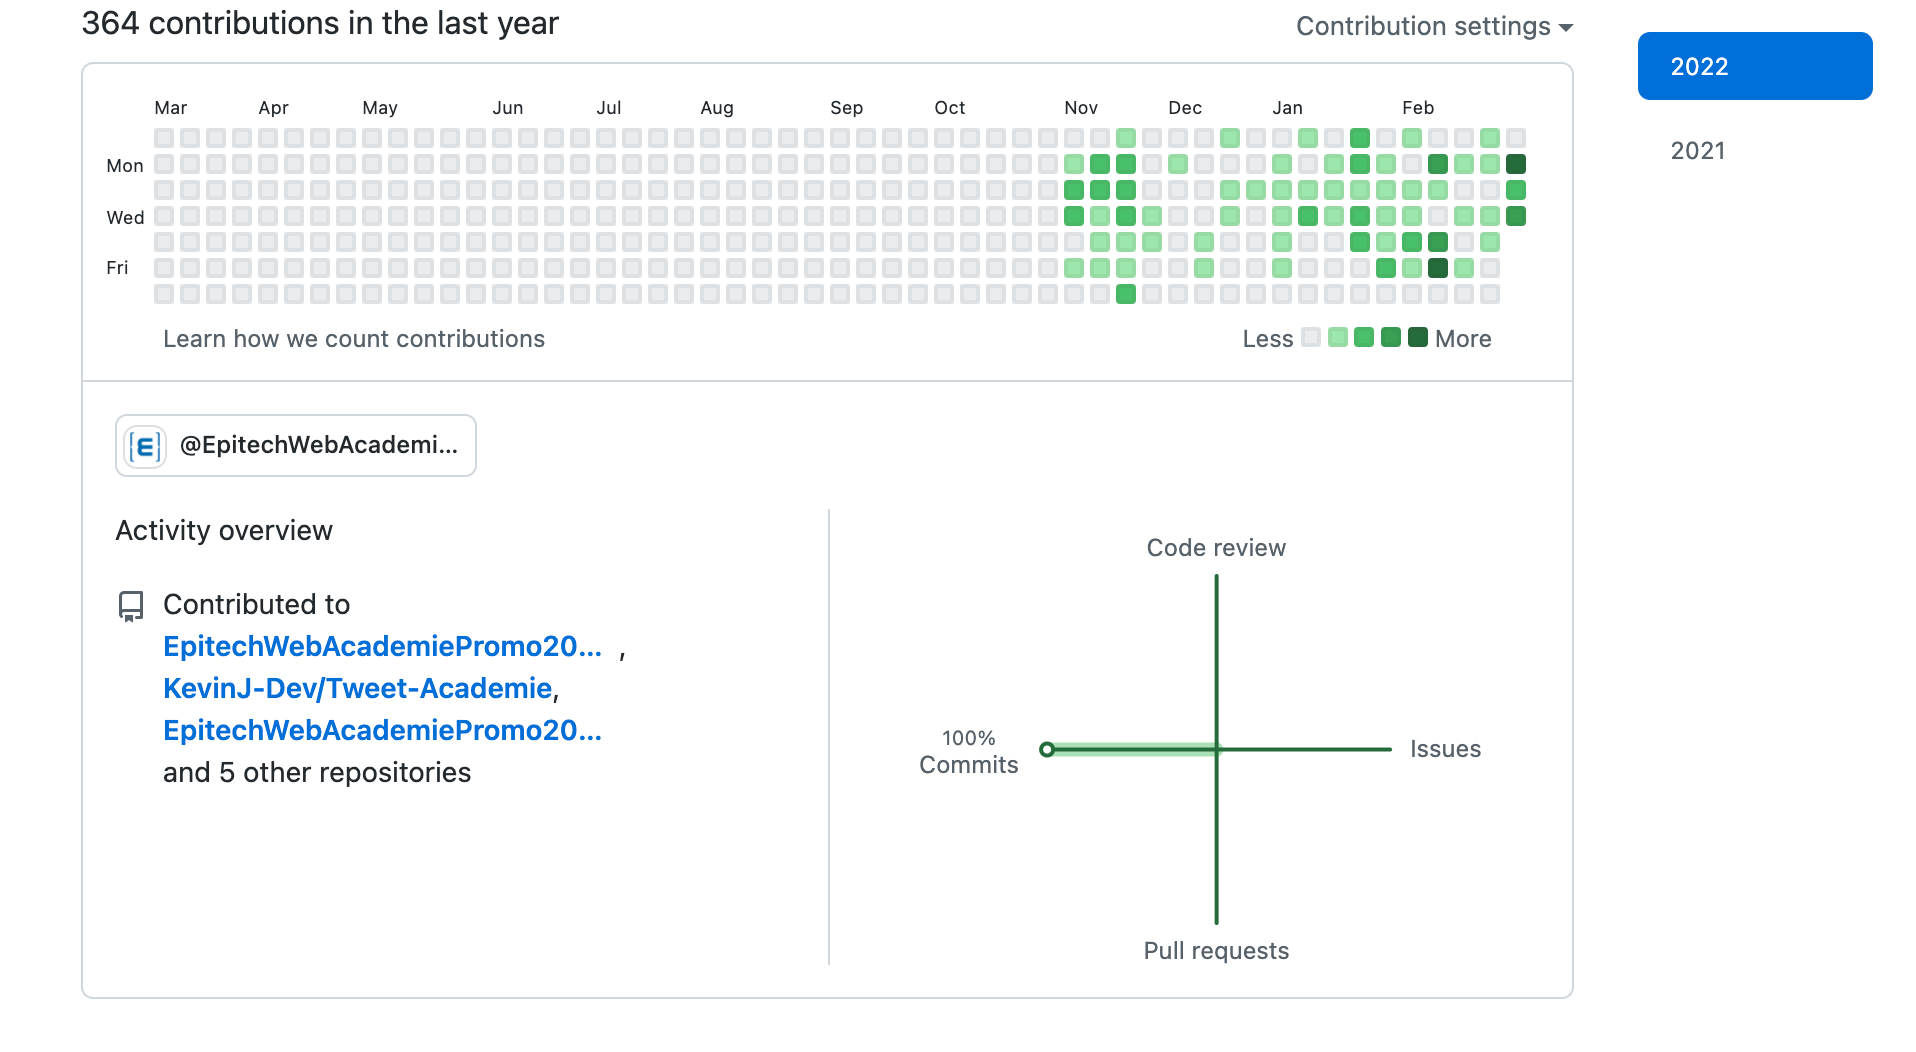 364 contributions in the last year
Contribution settings
2022
2021
Mar Apr May Jun Jul Aug Sep Oct Nov Dec Jan Feb
Mon
Wed
Fri
Learn how we count contributions
Less More
@EpitechWebAcademi...
Activity overview
Contributed to
EpitechWebAcademiePromo20... ,
KevinJ-Dev/Tweet-Academie,
EpitechWebAcademiePromo20...
and 5 other repositories
Code review
100%
Commits
Issues
Pull requests